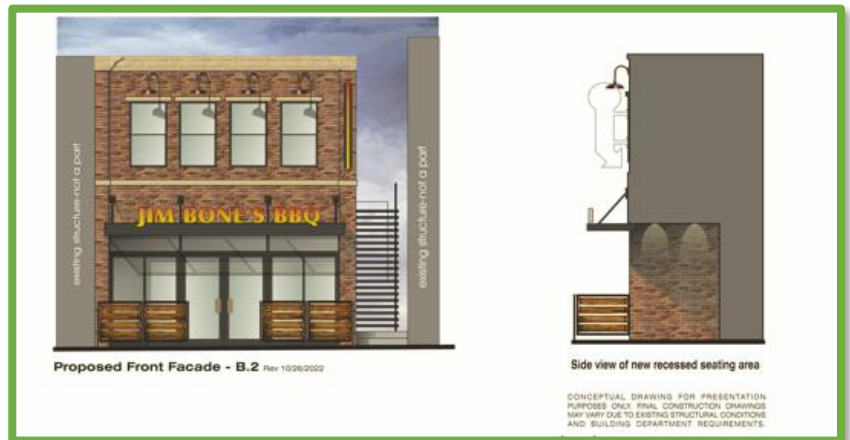 existing structure-not a part
JIM BONE'S BBQ
existing structure-not a part
Proposed Front Facade - B.2 Rev 10/26/2022
Side view of new recessed seating area
CONCEPTUAL DRAWING FOR PRESENTATION
PURPOSES ONLY. FINAL CONSTRUCTION DRAWINGS
MAY VARY DUE TO EXISTING STRUCTURAL CONDITIONS
AND BUILDING DEPARTMENT REQUIREMENTS.